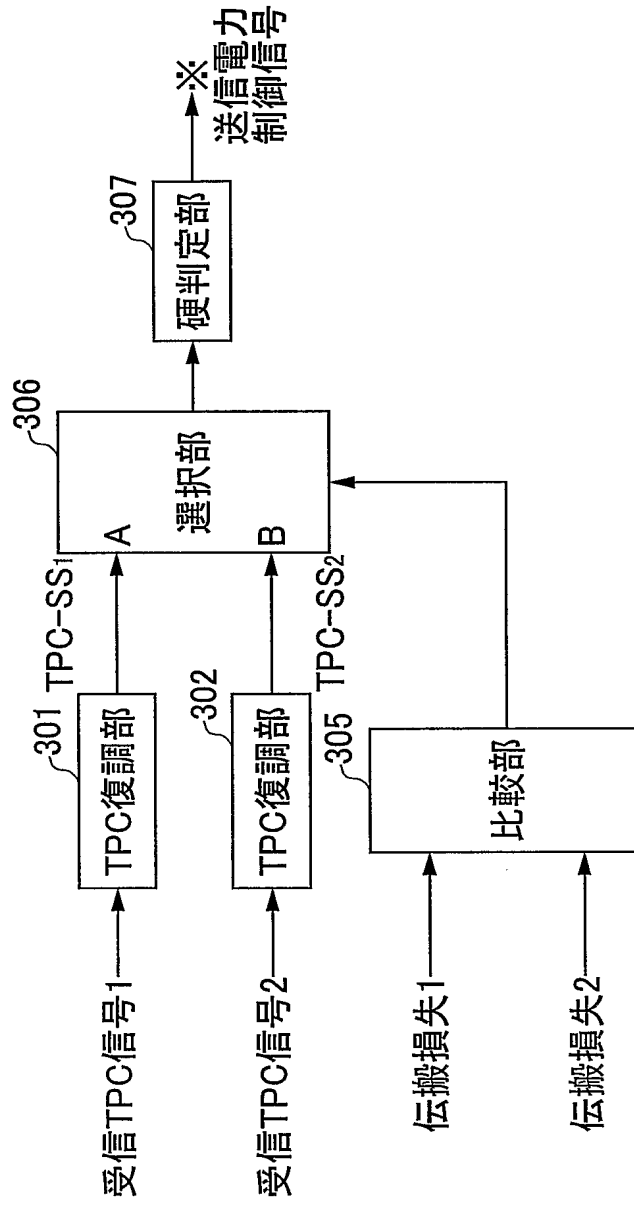 受信TPC信号1
301
TPC復調部
TPC-SS1
受信TPC信号2
302
TPC復調部
TPC-SS2
伝搬損失1
伝搬損失2
305
比較部
306
A
B
選択部
307
硬判定部
※
送信電力
制御信号